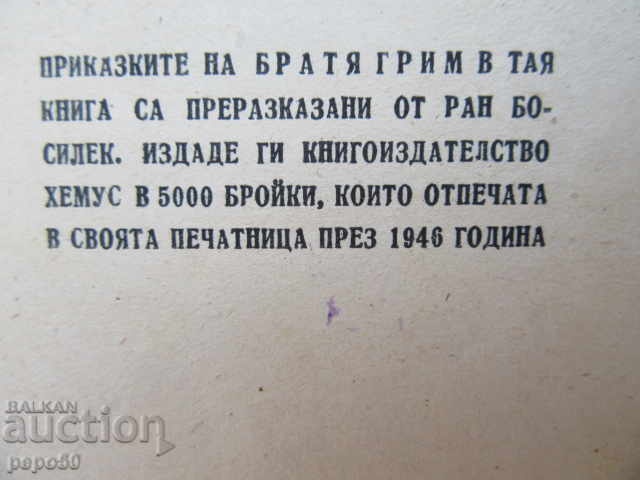 ПРИКАЗКИТЕ НА БРАТЯ ГРИМ В ТАЯ
КНИГА СА ПРЕРАЗКАЗАНИ ОТ РАН БО-
СИЛЕК. ИЗДАДЕ ГИ КНИГОИЗДАТЕЛСТВО
ХЕМУС В 5000 БРОЙКИ, КОИТО ОТПЕЧАТА
В СВОЯТА ПЕЧАТНИЦА ПРЕЗ 1946 ГОДИНА
BALKAN
auction
papo50